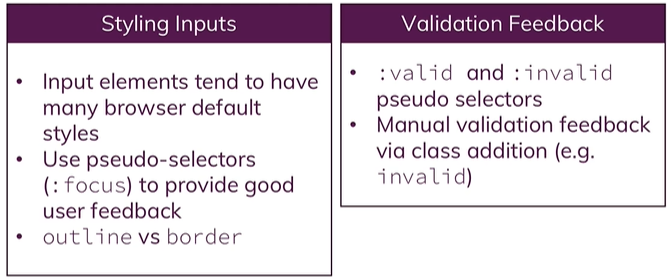 Styling Inputs
• Input elements tend to have
many browser default
styles
• Use pseudo-selectors
(:focus) to provide good
user feedback
• outline vs border
Validation Feedback
• :valid and :invalid
pseudo selectors
• Manual validation feedback
via class addition (e.g.
invalid)